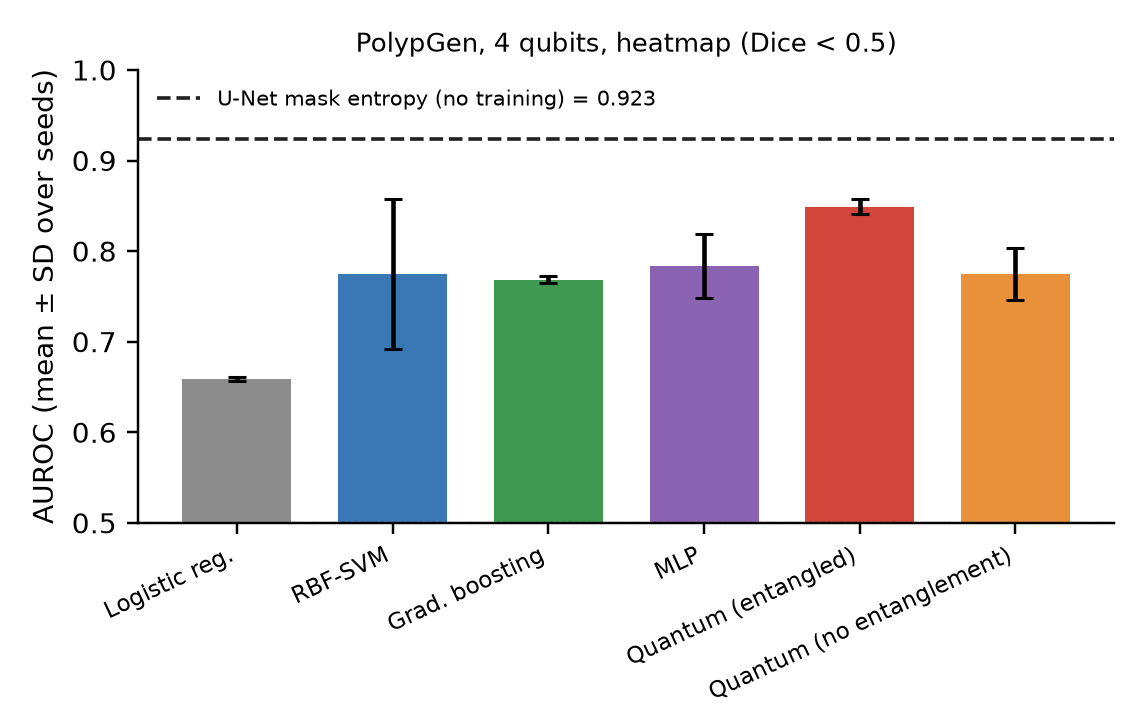 PolypGen, 4 qubits, heatmap (Dice < 0.5)
AUROC (mean ± SD over seeds)
1.0
0.9
0.8
0.7
0.6
0.5
U-Net mask entropy (no training) = 0.923
Logistic reg.
RBF-SVM
Grad. boosting
MLP
Quantum (entangled)
Quantum (no entanglement)